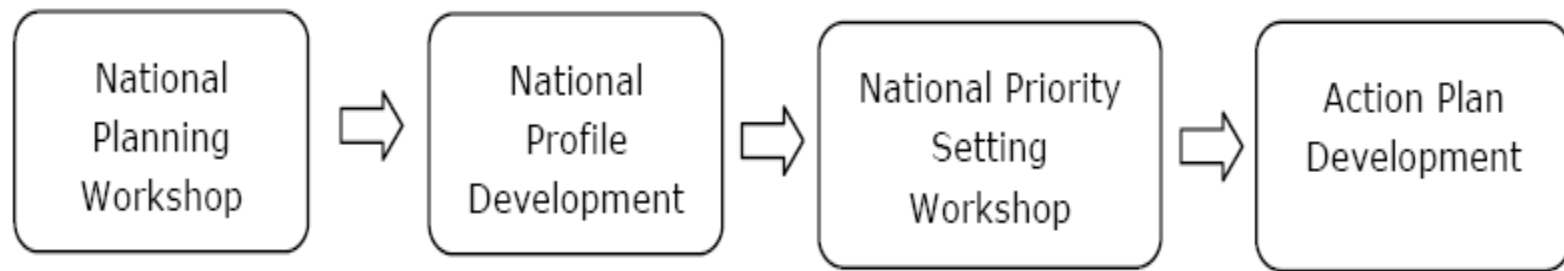 National
Planning
Workshop
National
Profile
Development
National Priority
Setting
Workshop
Action Plan
Development